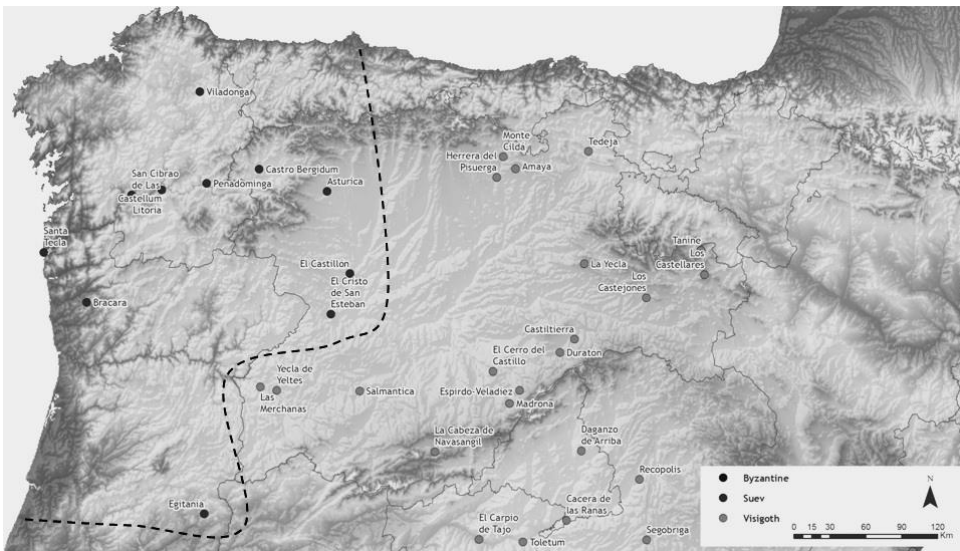 Viladonga
Monte
Cilda
Tedeja
Herrera del
Pisuerga
Amaya
Castro Bergidum
San Cibrao
de Las
Penadominga
Asturica
Castellum
Litoria
Santa
Tecla
Tanine
Los
Castellares
El Castillon
La Yecla
Los
Castejones
El Cristo
de San
Esteban
Bracara
Castiltierra
El Cerro del
Castillo
Duraton
Yecla de
Yeltes
Las
Merchanas
Salmantica
Espirdo-Veladiez
Madrona
La Cabeza de
Navasangil
Daganzo
de Arriba
Recopolis
Egitania
Cacera de
las Ranas
El Carpio
de Tajo
Toletum
Segobriga
Byzantine
Suev
Visigoth
N
0 15 30 60 90 120
Km